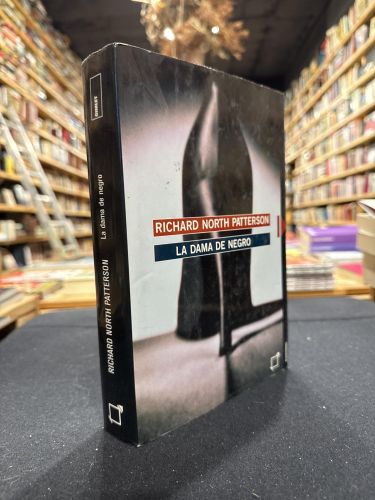 RICHARD NORTH PATTERSON
LA DAMA DE NEGRO
RICHARD NORTH PATTERSON
La dama de negro